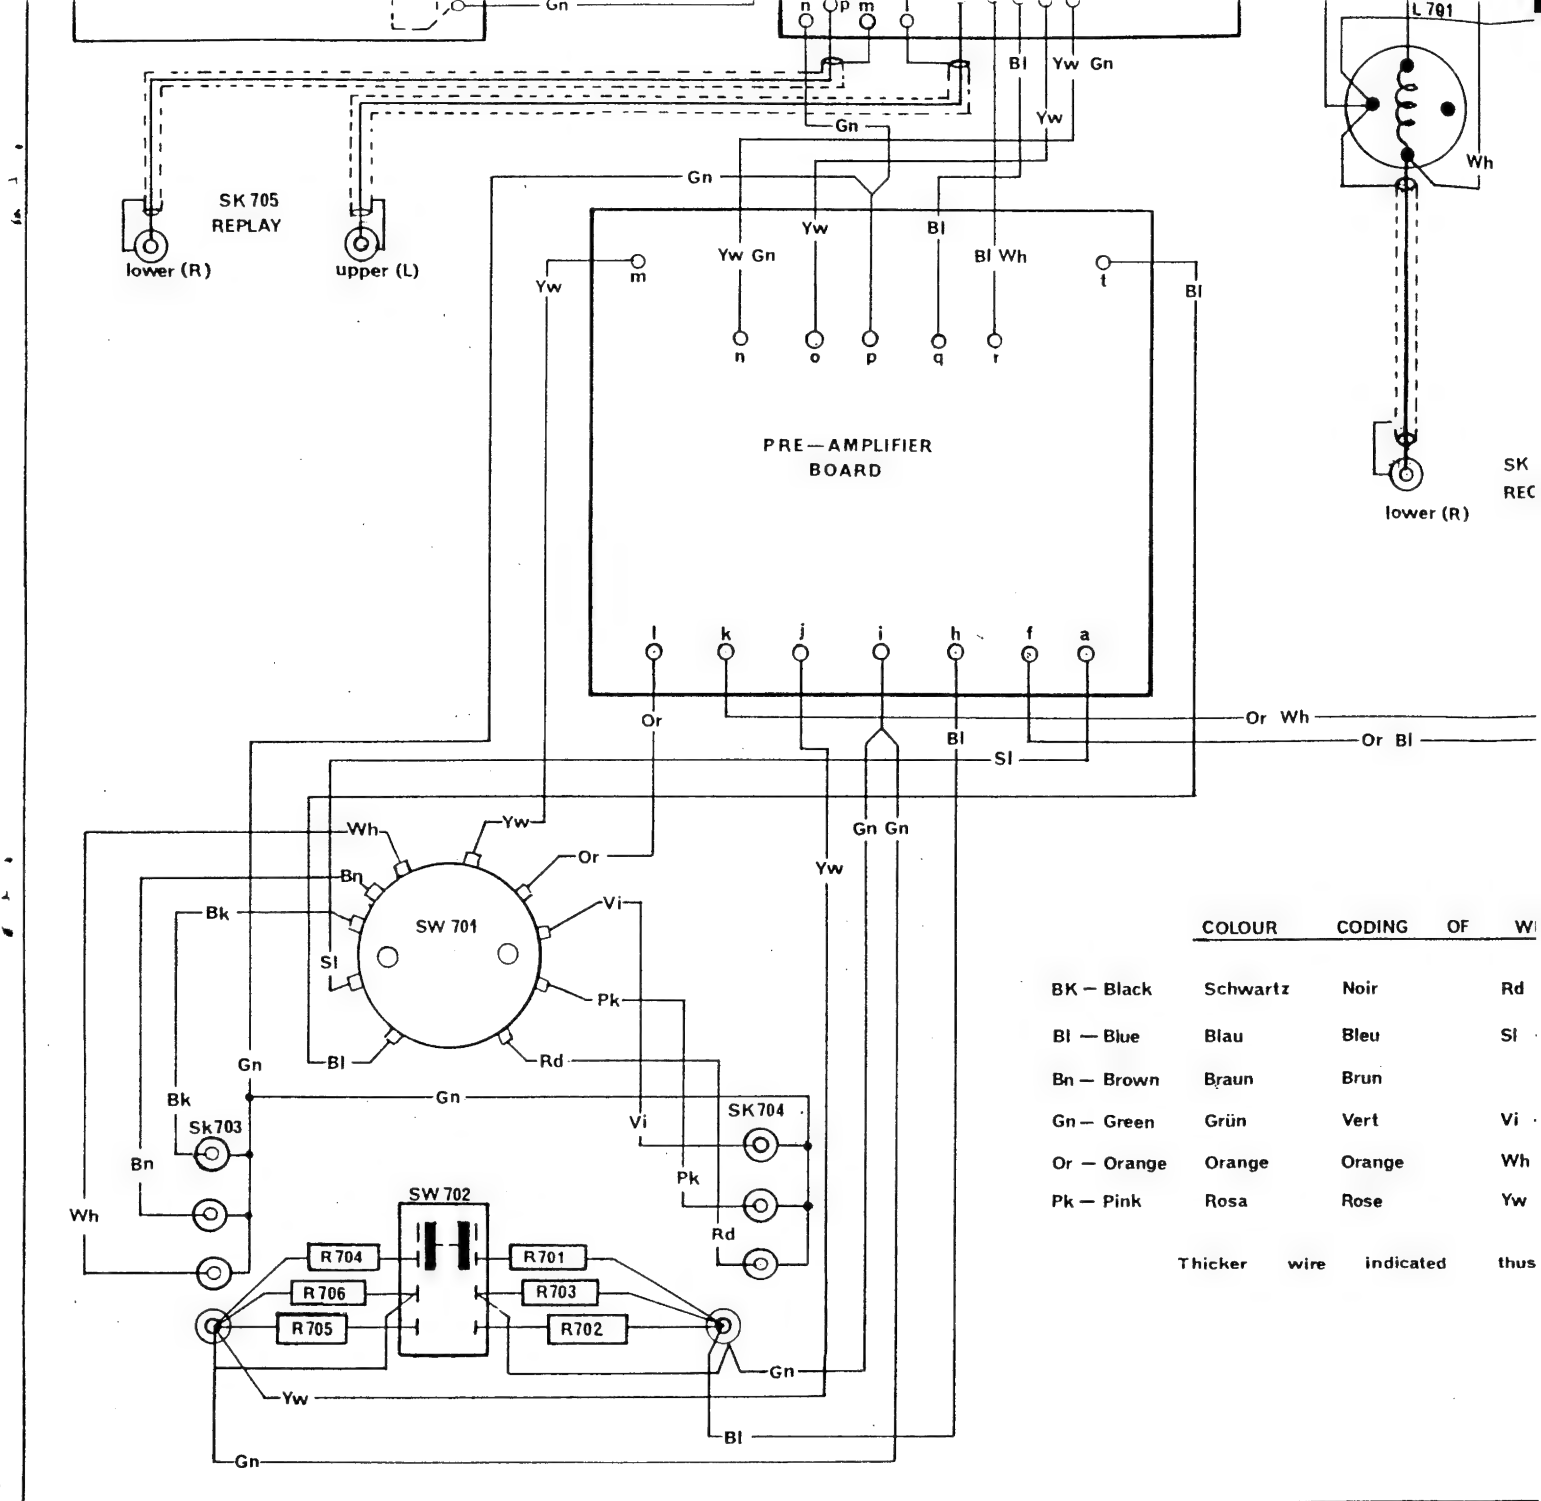 Gn
n p m l
L 701
Bl Yw Gn
Yw
Gn
Wh
Gn
SK 705
REPLAY
lower (R)
upper (L)
Yw
Bl
Yw Gn
Bl Wh
m
t
Yw
Bl
n o p q r
PRE—AMPLIFIER
BOARD
SK
REC
lower (R)
l k j i h f a
Or
Or Wh
Bl
Or Bl
Sl
Wh
Yw
Gn Gn
Or
Yw
Bn
Bk
Vi
SW 701
Sl
Pk
Bl
Rd
Gn
Bk
Gn
SK704
Vi
Sk703
Bn
Pk
SW 702
Wh
Rd
R704
R701
R706
R703
R705
R702
Gn
Yw
Bl
Gn
COLOUR CODING OF
BK — Black Schwartz Noir Rd
Bl — Blue Blau Bleu Sl
Bn — Brown Braun Brun
Gn — Green Grün Vert Vi
Or — Orange Orange Orange Wh
Pk — Pink Rosa Rose Yw
Thicker wire indicated thus